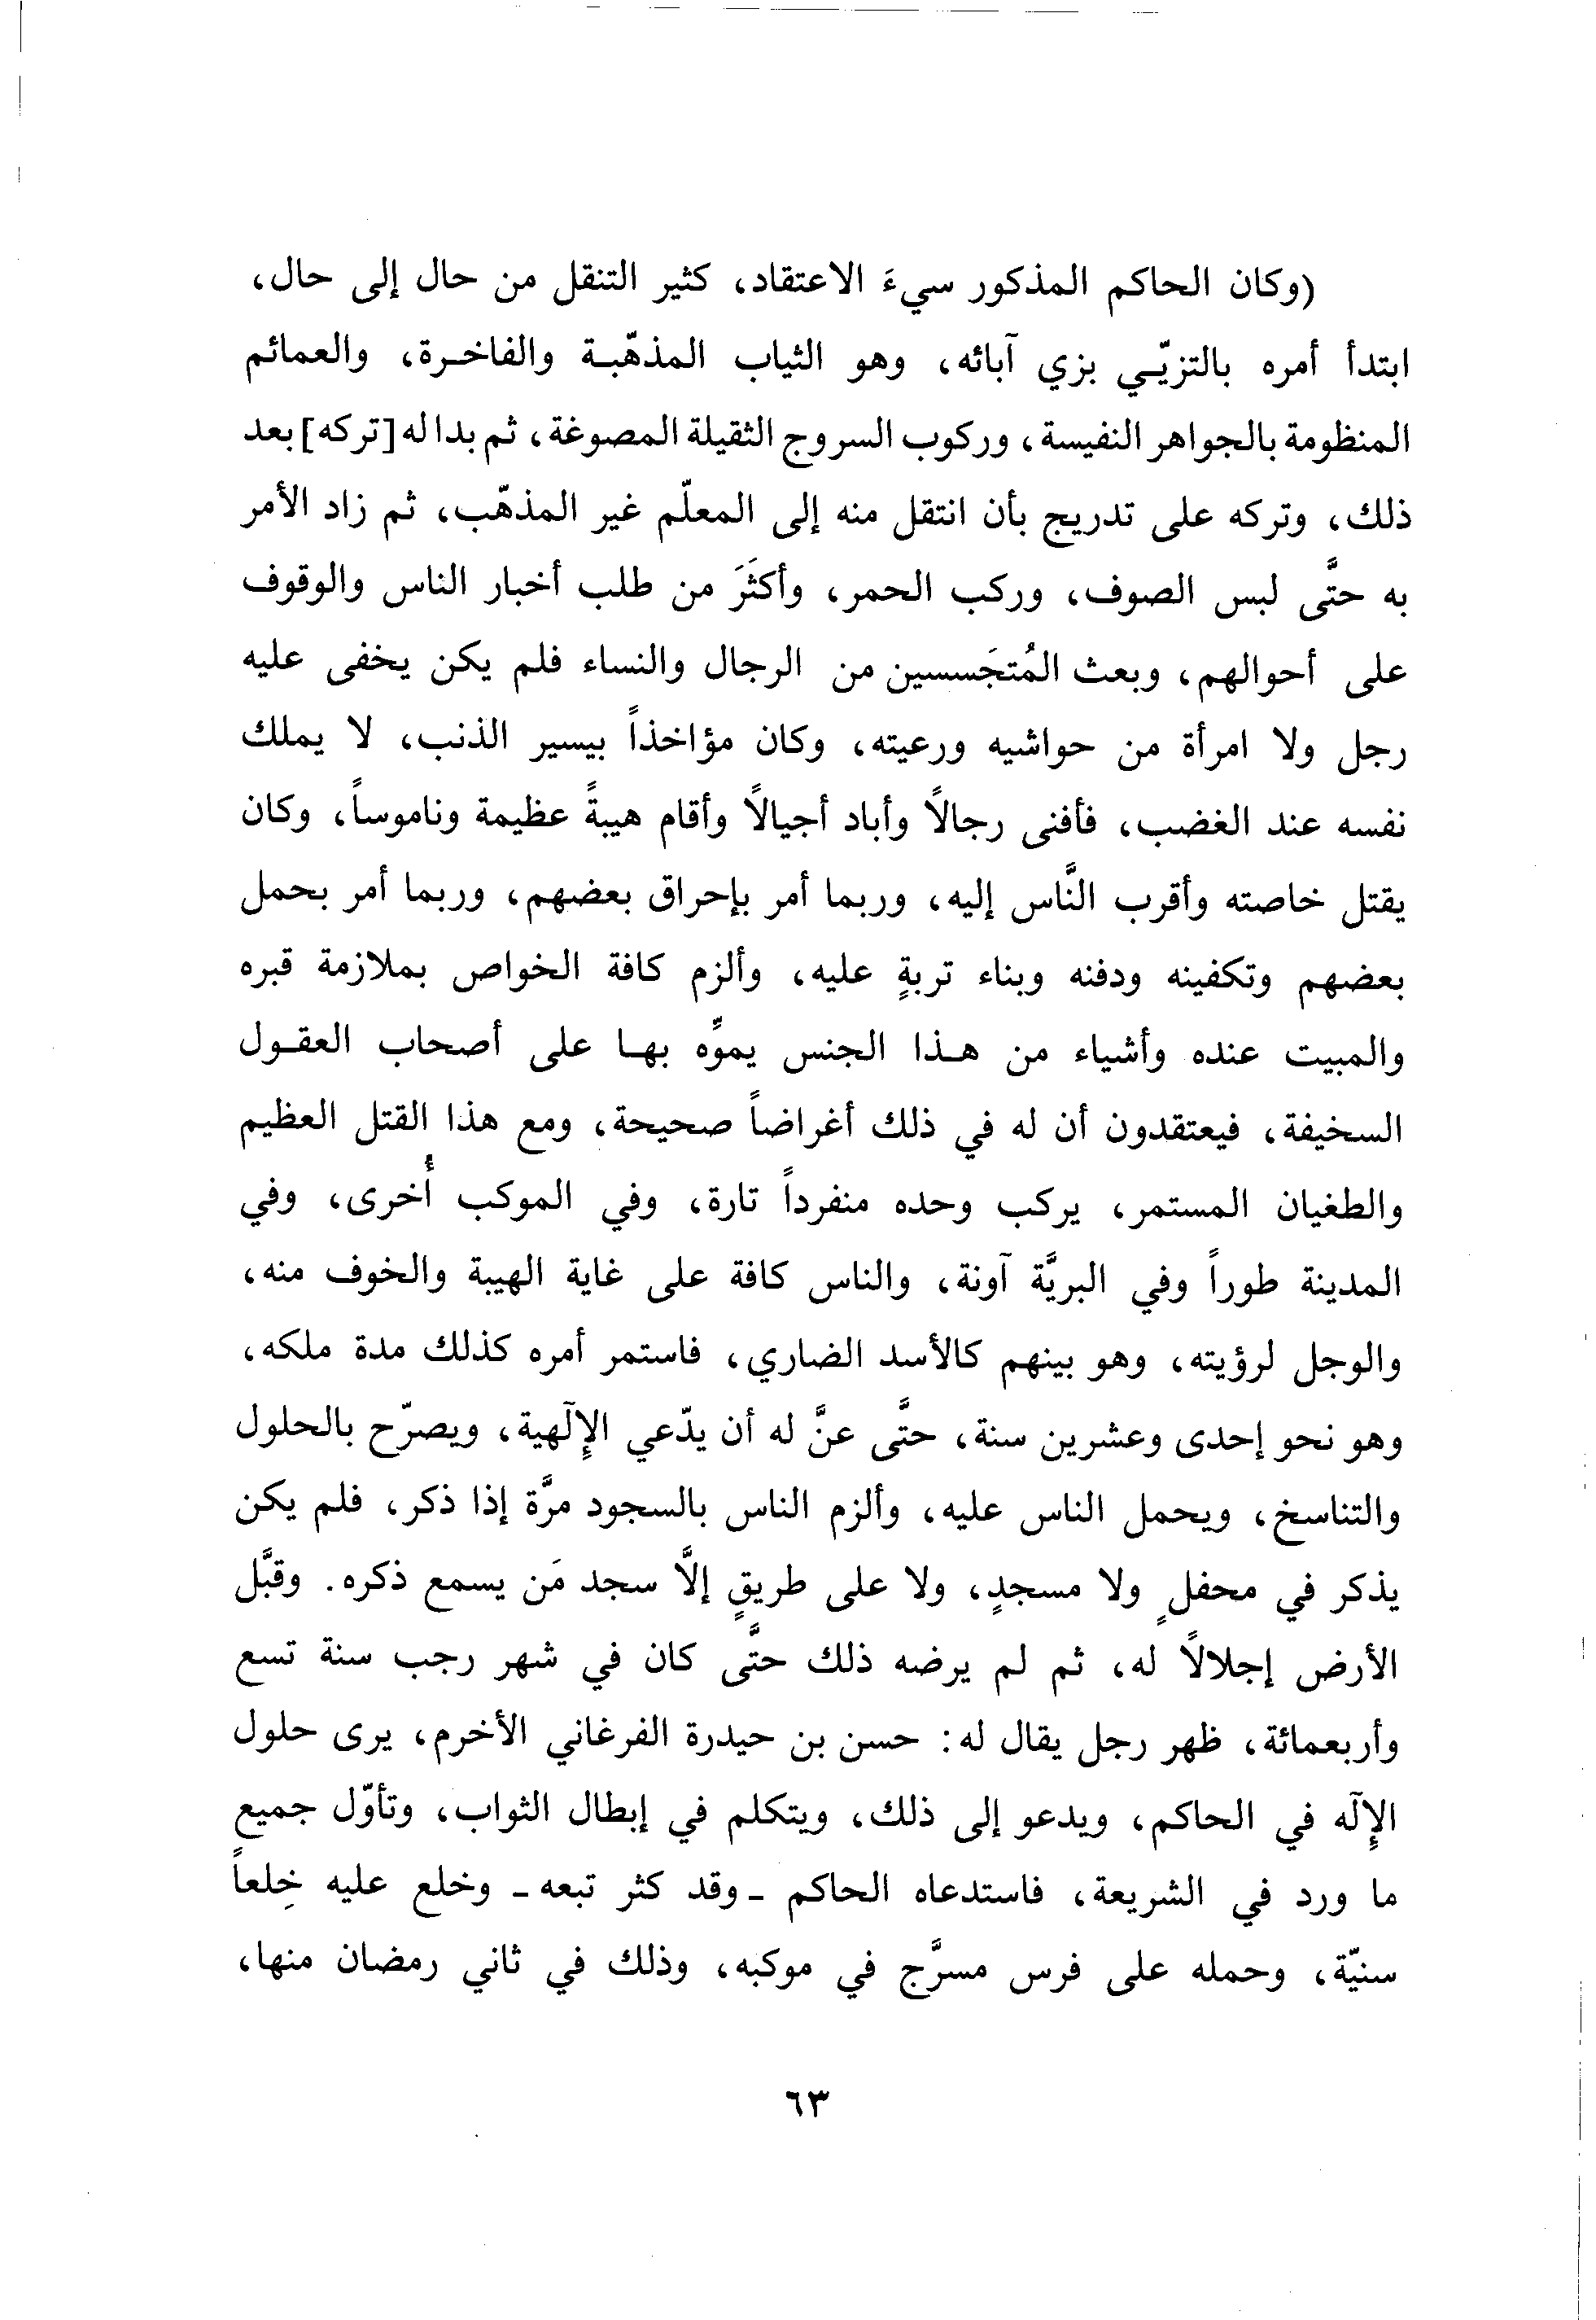 (وكان الحاكم المذكور سيءَ الاعتقاد، كثير التنقل من حال إلى حال،
ابتدأ أمره بالتزيّي بزي آبائه، وهو الثياب المذهّبة والفاخرة، والعمائم
المنظومة بالجواهر النفيسة، وركوب السروج الثقيلة المصوغة، ثم بدا له [تركه] بعد
ذلك، وتركه على تدريج بأن انتقل منه إلى المعلّم غير المذهّب، ثم زاد الأمر
به حتَّى لبس الصوف، وركب الحمر، وأكثَرَ من طلب أخبار الناس والوقوف
على أحوالهم، وبعث المُتجَسسين من الرجال والنساء فلم يكن يخفى عليه
رجل ولا امرأة من حواشيه ورعيته، وكان مؤاخذاً بيسير الذنب، لا يملك
نفسه عند الغضب، فأفنى رجالاً وأباد أجيالاً وأقام هيبةً عظيمة وناموساً، وكان
يقتل خاصته وأقرب النَّاس إليه، وربما أمر بإحراق بعضهم، وربما أمر بحمل
بعضهم وتكفينه ودفنه وبناء تربةٍ عليه، وألزم كافة الخواص بملازمة قبره
والمبيت عنده وأشياء من هذا الجنس يموِّه بها على أصحاب العقول
السخيفة، فيعتقدون أن له في ذلك أغراضاً صحيحة، ومع هذا القتل العظيم
والطغيان المستمر، يركب وحده منفرداً تارة، وفي الموكب أُخرى، وفي
المدينة طوراً وفي البريَّة آونة، والناس كافة على غاية الهيبة والخوف منه،
والوجل لرؤيته، وهو بينهم كالأسد الضاري، فاستمر أمره كذلك مدة ملكه،
وهو نحو إحدى وعشرين سنة، حتَّى عنَّ له أن يدّعي الإلٓهية، ويصرّح بالحلول
والتناسخ، ويحمل الناس عليه، وألزم الناس بالسجود مرَّة إذا ذكر، فلم يكن
يذكر في محفلٍ ولا مسجدٍ، ولا على طريقٍ إلاَّ سجد مَن يسمع ذكره. وقبَّل
الأرض إجلالاً له، ثم لم يرضه ذلك حتَّى كان في شهر رجب سنة تسع
وأربعمائة، ظهر رجل يقال له: حسن بن حيدرة الفرغاني الأخرم، يرى حلول
الإلٓه في الحاكم، ويدعو إلى ذلك، ويتكلم في إبطال الثواب، وتأوّل جميع
ما ورد في الشريعة، فاستدعاه الحاكم ـ وقد كثر تبعه ـ وخلع عليه خِلعاً
سنيّة، وحمله على فرس مسرَّج في موكبه، وذلك في ثاني رمضان منها،
٦٣